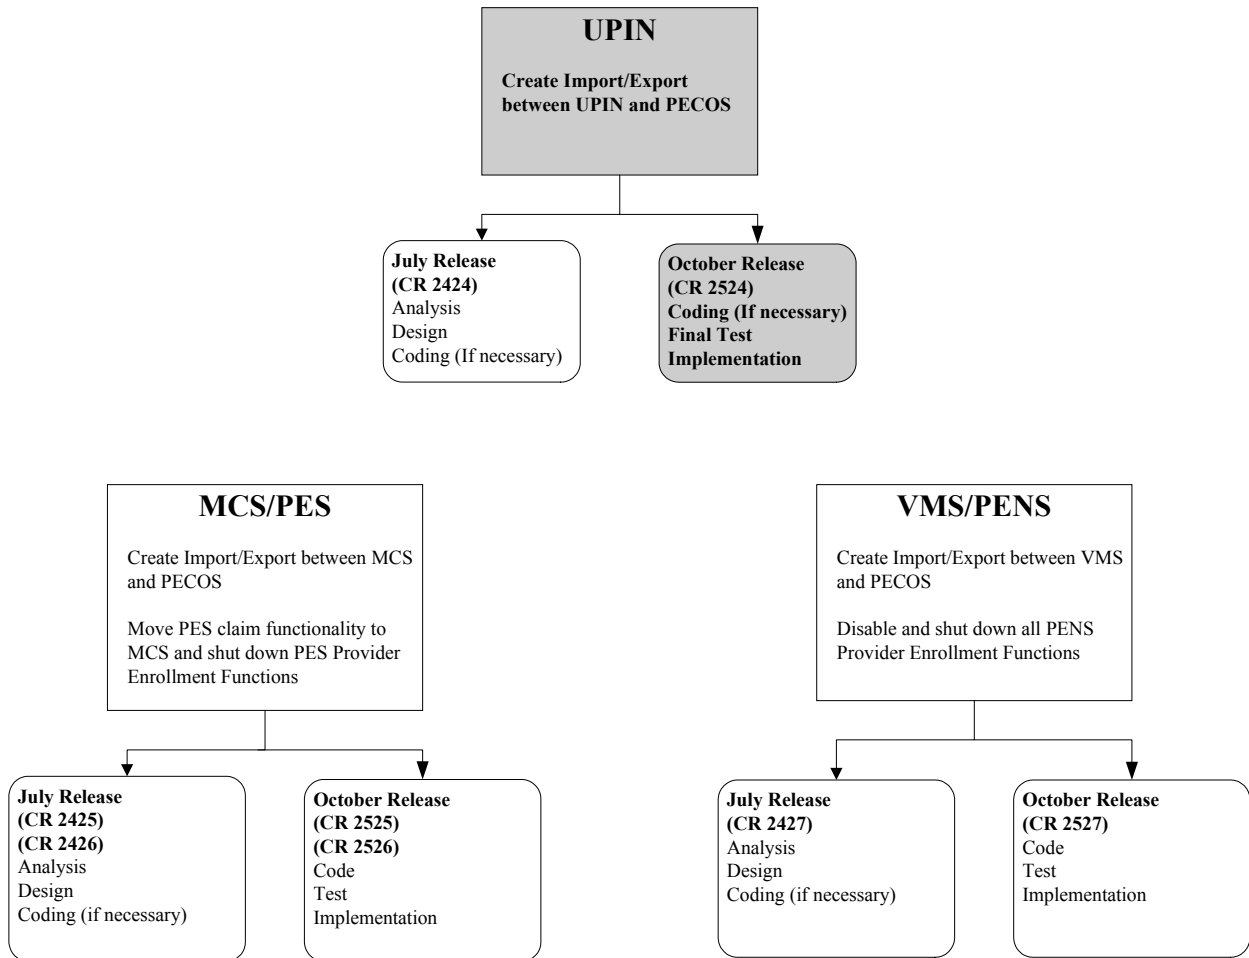 UPIN
Create Import/Export
between UPIN and PECOS
July Release
(CR 2424)
Analysis
Design
Coding (If necessary)
October Release
(CR 2524)
Coding (If necessary)
Final Test
Implementation
MCS/PES
Create Import/Export between MCS
and PECOS
Move PES claim functionality to
MCS and shut down PES Provider
Enrollment Functions
VMS/PENS
Create Import/Export between VMS
and PECOS
Disable and shut down all PENS
Provider Enrollment Functions
July Release
(CR 2425)
(CR 2426)
Analysis
Design
Coding (if necessary)
October Release
(CR 2525)
(CR 2526)
Code
Test
Implementation
July Release
(CR 2427)
Analysis
Design
Coding (if necessary)
October Release
(CR 2527)
Code
Test
Implementation